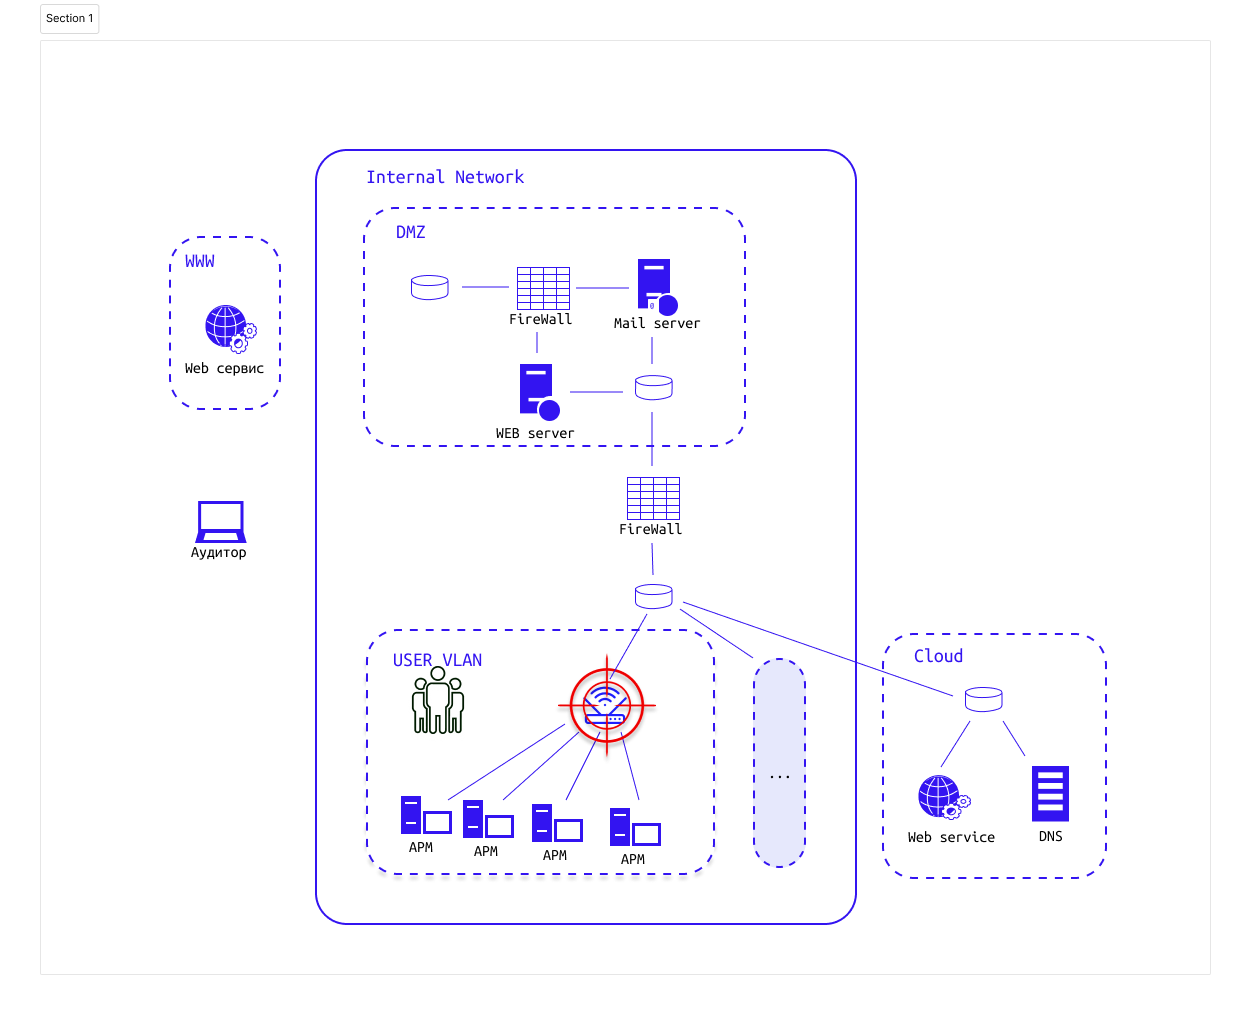 Section 1
Internal Network
DMZ
WWW
FireWall
Mail server
Web сервис
WEB server
FireWall
Аудитор
USER VLAN
Cloud
...
Web service
DNS
АРМ
АРМ
АРМ
АРМ